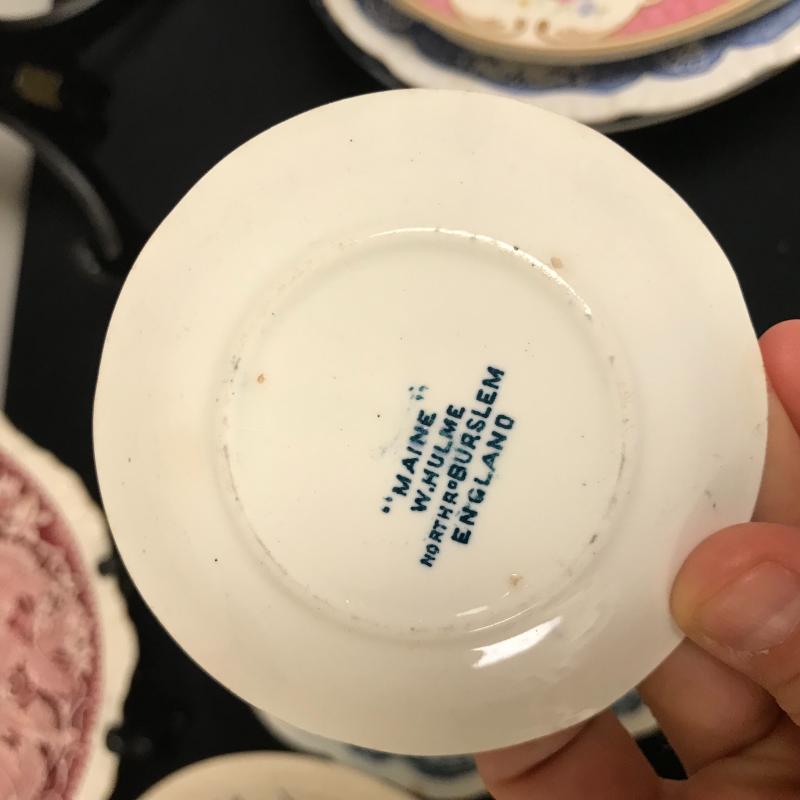 "MAINE"
W. HULME
NORTH RD BURSLEM
ENGLAND